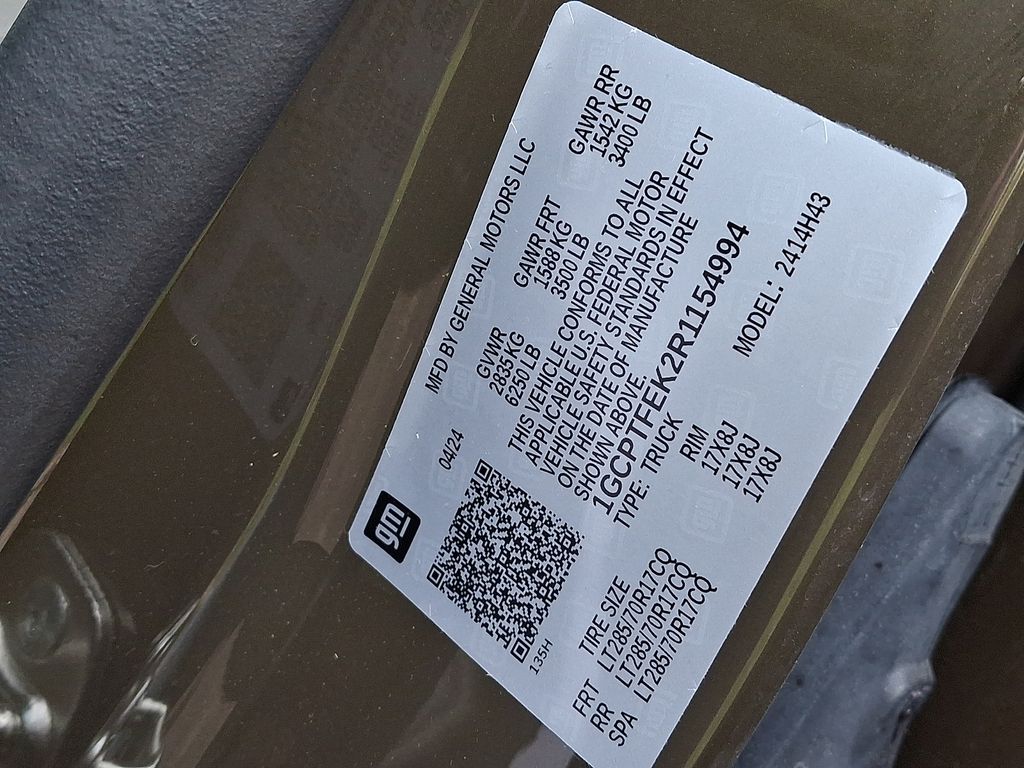 gm
04/24 MFD BY GENERAL MOTORS LLC
GVWR GAWR FRT GAWR RR
2835 KG 1588 KG 1542 KG
6250 LB 3500 LB 3400 LB
THIS VEHICLE CONFORMS TO ALL
APPLICABLE U.S. FEDERAL MOTOR
VEHICLE SAFETY STANDARDS IN EFFECT
ON THE DATE OF MANUFACTURE
SHOWN ABOVE.
1GCPTFEK2R1154994
TYPE: TRUCK MODEL: 2414H43
135H
TIRE SIZE RIM
FRT LT285/70R17CQ 17X8J
RR LT285/70R17CQ 17X8J
SPA LT285/70R17CQ 17X8J